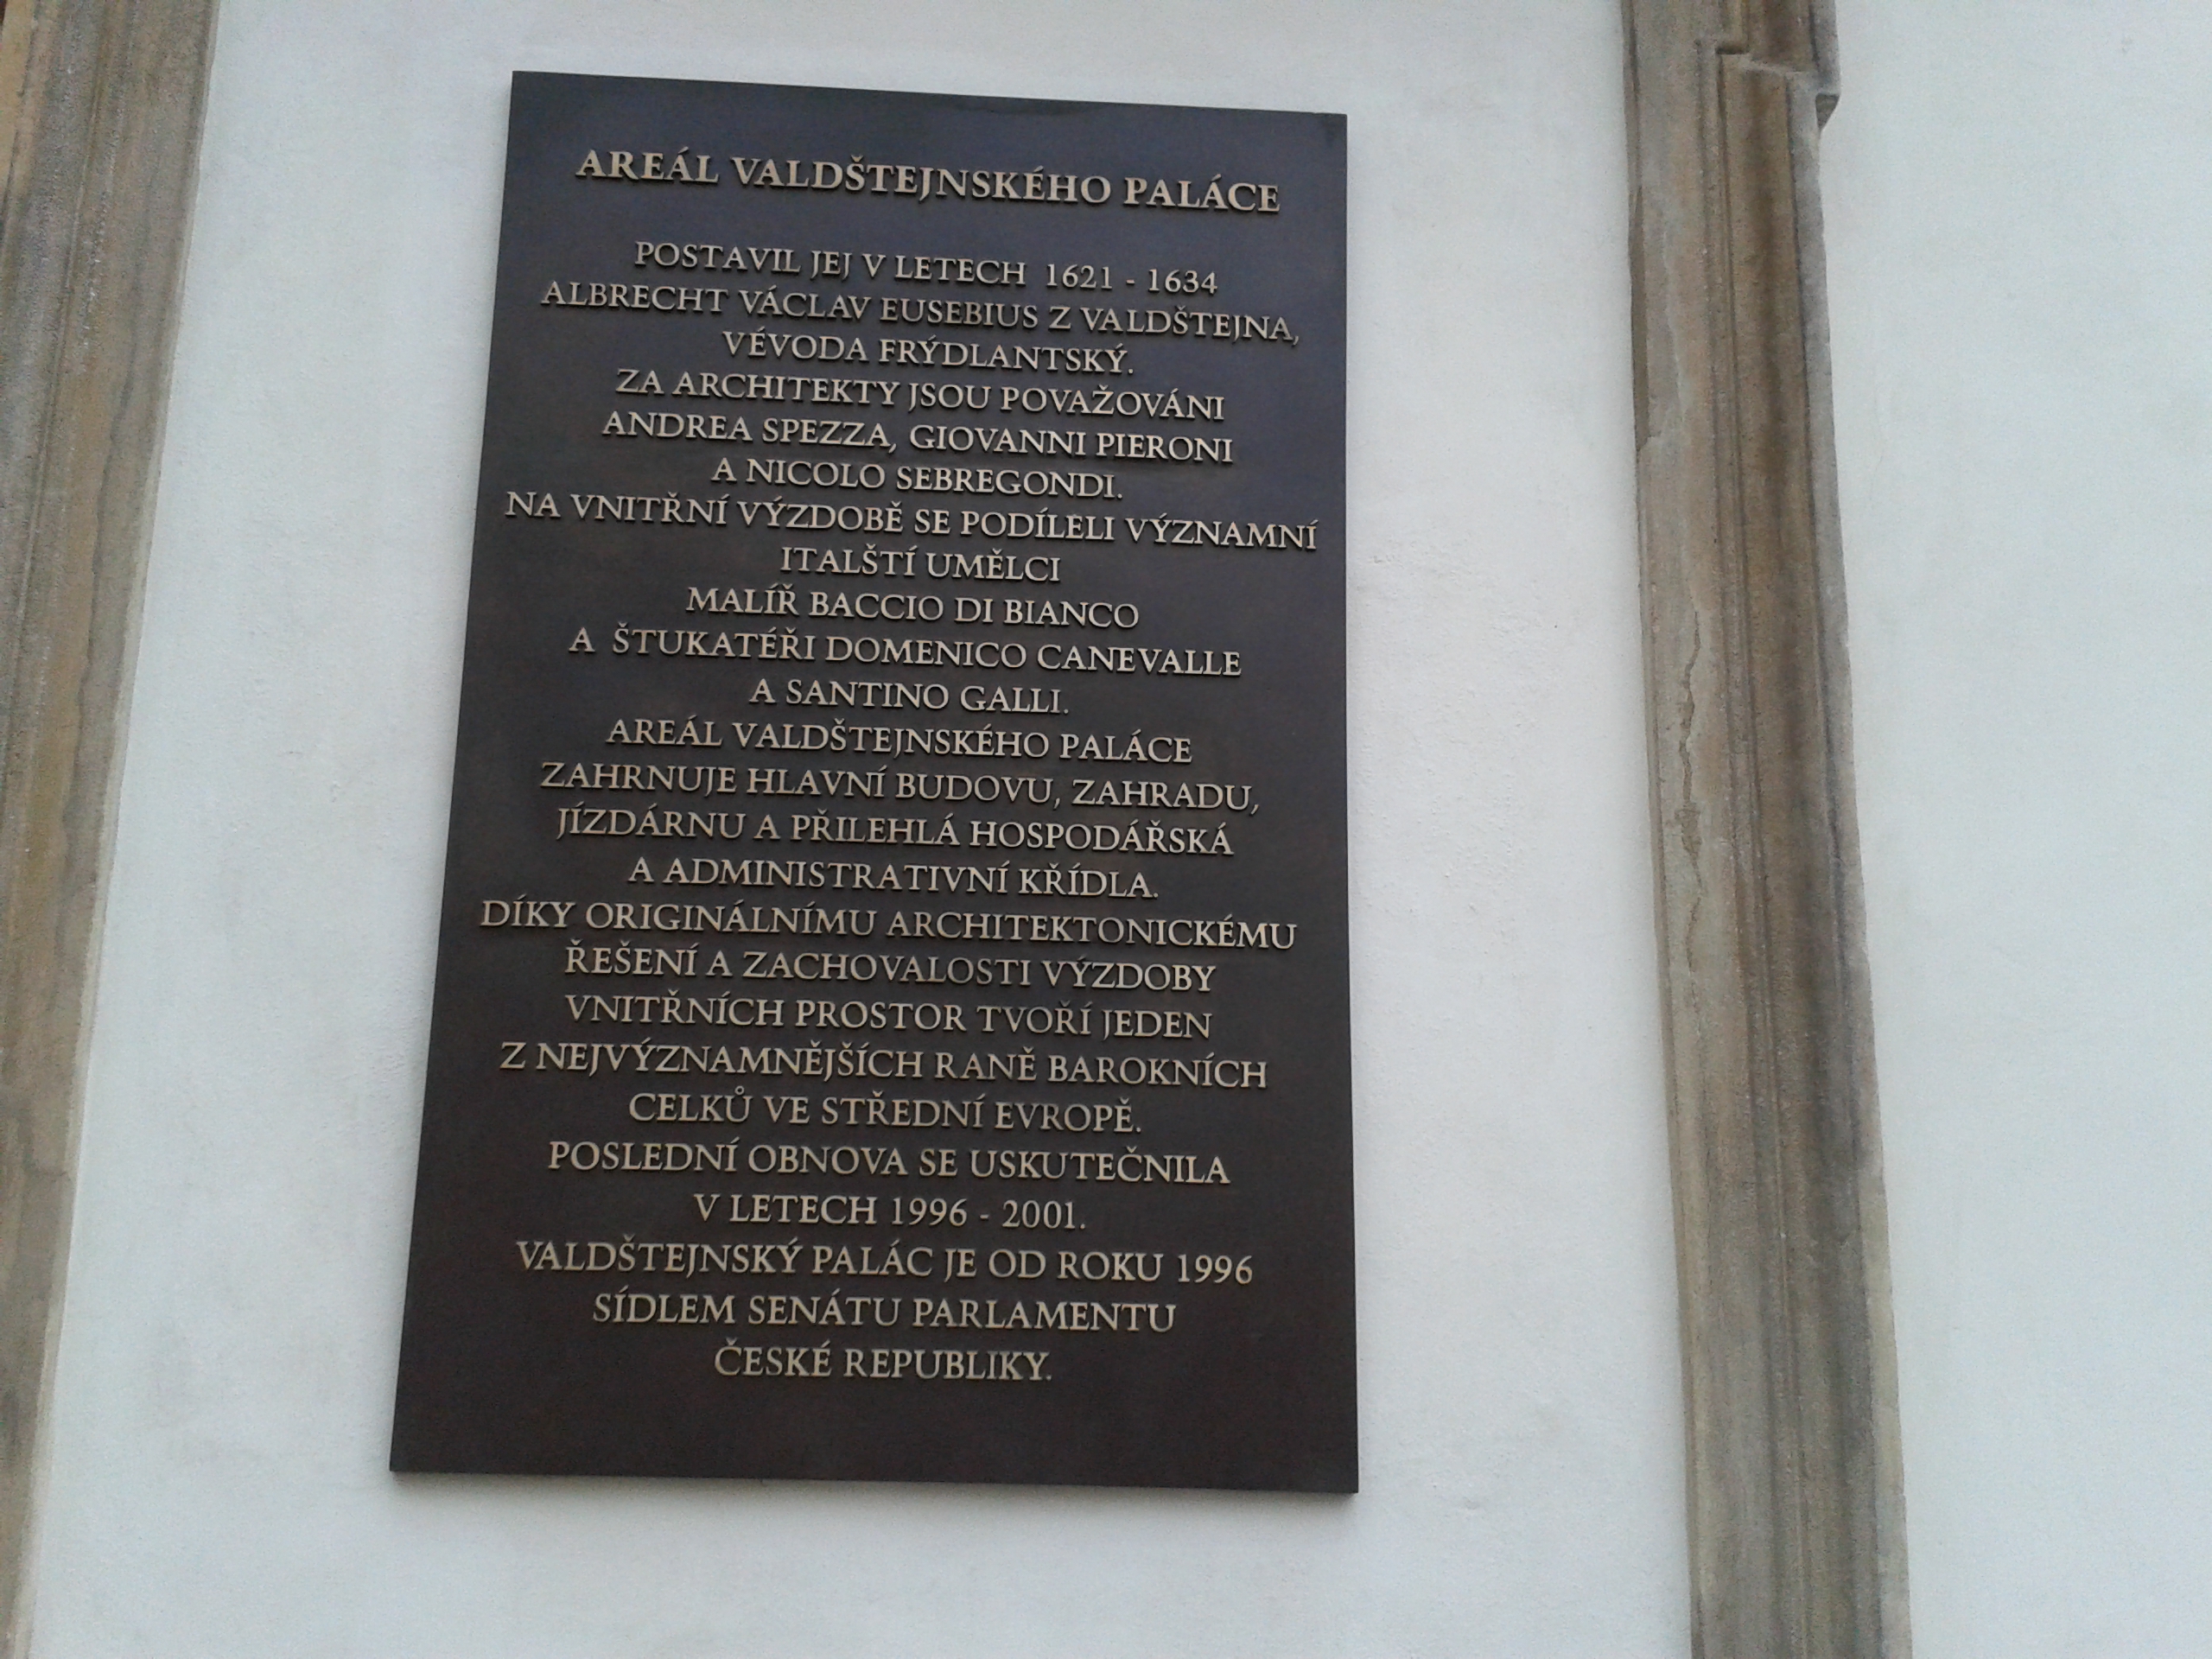 AREÁL VALDŠTEJNSKÉHO PALÁCE
POSTAVIL JEJ V LETECH 1621 - 1634
ALBRECHT VÁCLAV EUSEBIUS Z VALDŠTEJNA,
VÉVODA FRÝDLANTSKÝ.
ZA ARCHITEKTY JSOU POVAŽOVÁNI
ANDREA SPEZZA, GIOVANNI PIERONI
A NICOLO SEBREGONDI.
NA VNITŘNÍ VÝZDOBĚ SE PODÍLELI VÝZNAMNÍ
ITALŠTÍ UMĚLCI
MALÍŘ BACCIO DI BIANCO
A ŠTUKATÉŘI DOMENICO CANEVALLE
A SANTINO GALLI.
AREÁL VALDŠTEJNSKÉHO PALÁCE
ZAHRNUJE HLAVNÍ BUDOVU, ZAHRADU,
JÍZDÁRNU A PŘILEHLÁ HOSPODÁŘSKÁ
A ADMINISTRATIVNÍ KŘÍDLA.
DÍKY ORIGINÁLNÍMU ARCHITEKTONICKÉMU
ŘEŠENÍ A ZACHOVALOSTI VÝZDOBY
VNITŘNÍCH PROSTOR TVOŘÍ JEDEN
Z NEJVÝZNAMNĚJŠÍCH RANĚ BAROKNÍCH
CELKŮ VE STŘEDNÍ EVROPĚ.
POSLEDNÍ OBNOVA SE USKUTEČNILA
V LETECH 1996 - 2001.
VALDŠTEJNSKÝ PALÁC JE OD ROKU 1996
SÍDLEM SENÁTU PARLAMENTU
ČESKÉ REPUBLIKY.